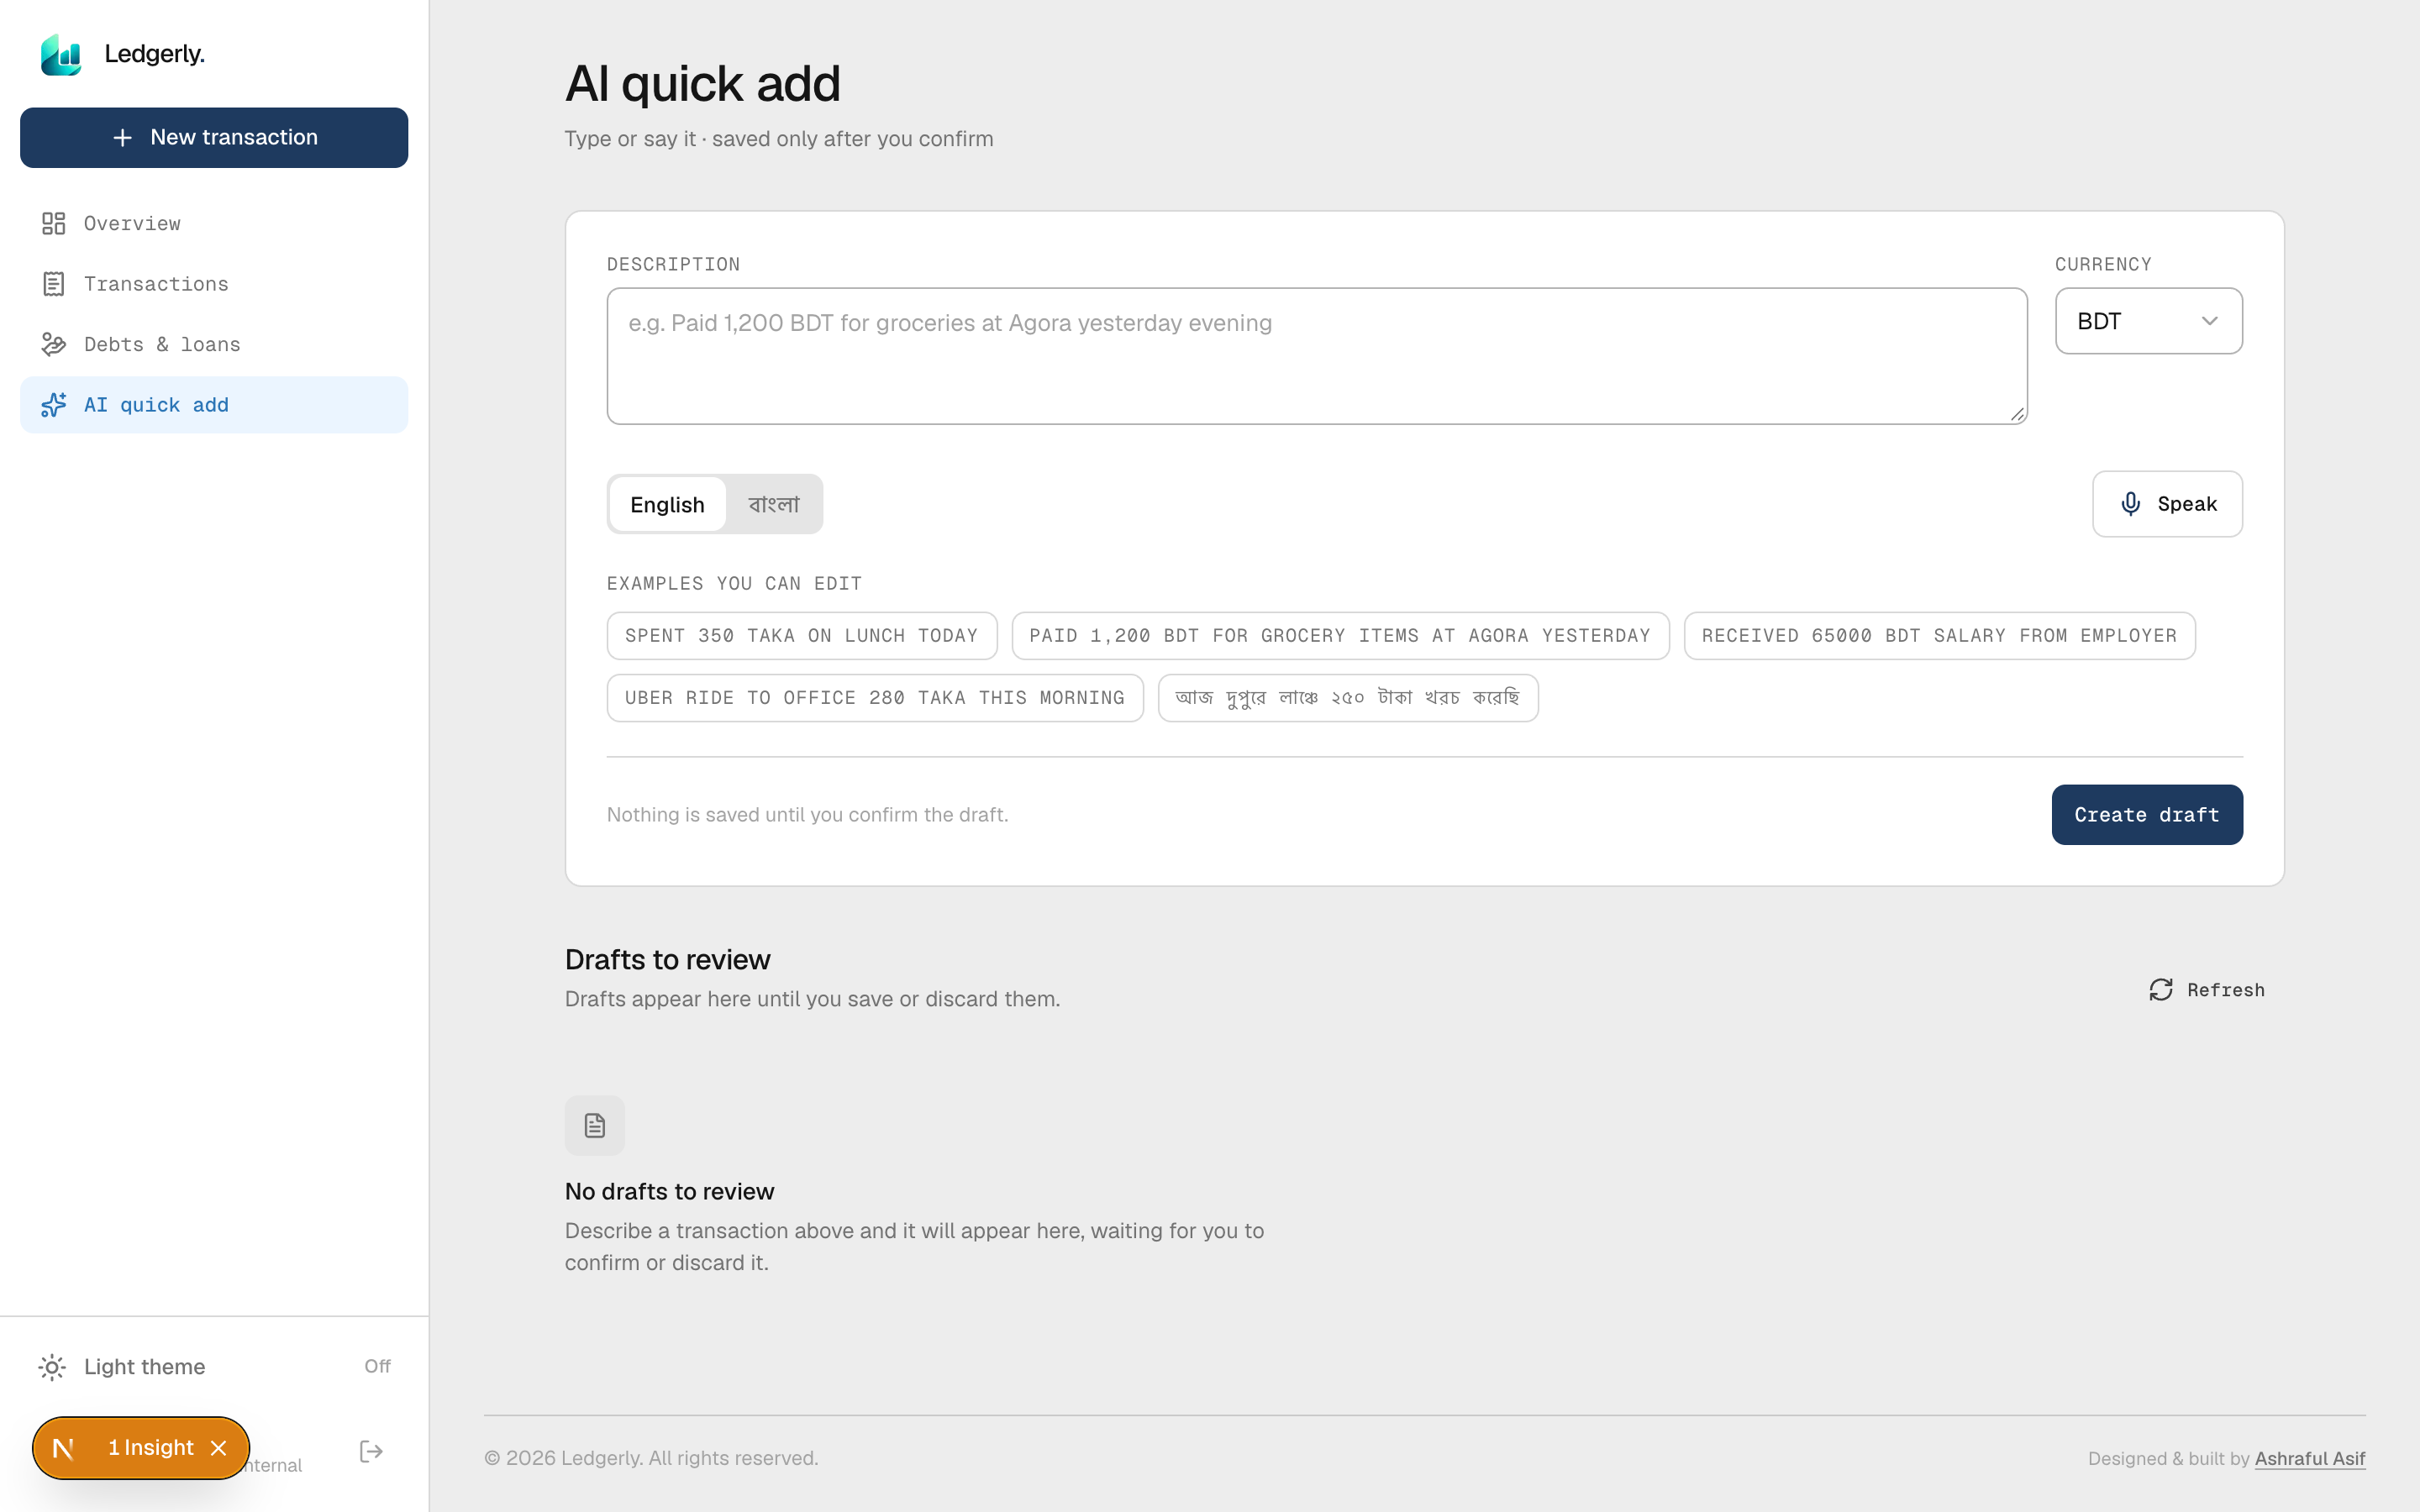 Ledgerly.
New transaction
Overview
Transactions
Debts & loans
AI quick add
Light theme
Off
1 Insight
AI quick add
Type or say it · saved only after you confirm
DESCRIPTION
CURRENCY
e.g. Paid 1,200 BDT for groceries at Agora yesterday evening
BDT
English
বাংলা
Speak
EXAMPLES YOU CAN EDIT
SPENT 350 TAKA ON LUNCH TODAY
PAID 1,200 BDT FOR GROCERY ITEMS AT AGORA YESTERDAY
RECEIVED 65000 BDT SALARY FROM EMPLOYER
UBER RIDE TO OFFICE 280 TAKA THIS MORNING
আজ দুপুরে লাঞ্চে ২৫০ টাকা খরচ করেছি
Nothing is saved until you confirm the draft.
Create draft
Drafts to review
Drafts appear here until you save or discard them.
Refresh
No drafts to review
Describe a transaction above and it will appear here, waiting for you to
confirm or discard it.
© 2026 Ledgerly. All rights reserved.
Designed & built by Ashraful Asif